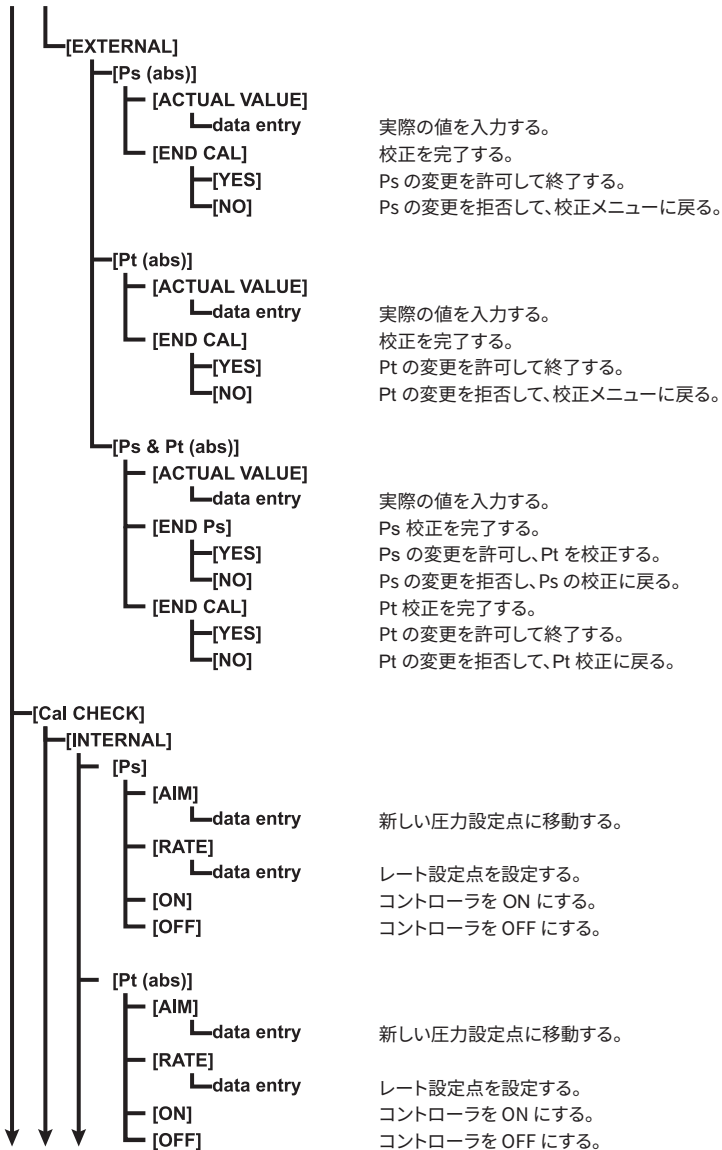 [EXTERNAL]
[Ps (abs)]
[ACTUAL VALUE]
data entry 実際の値を入力する。
[END CAL] 校正を完了する。
[YES] Ps の変更を許可して終了する。
[NO] Ps の変更を拒否して、校正メニューに戻る。
[Pt (abs)]
[ACTUAL VALUE]
data entry 実際の値を入力する。
[END CAL] 校正を完了する。
[YES] Pt の変更を許可して終了する。
[NO] Pt の変更を拒否して、校正メニューに戻る。
[Ps & Pt (abs)]
[ACTUAL VALUE]
data entry 実際の値を入力する。
[END Ps] Ps 校正を完了する。
[YES] Ps の変更を許可し、Pt を校正する。
[NO] Ps の変更を拒否し、Ps の校正に戻る。
[END CAL] Pt 校正を完了する。
[YES] Pt の変更を許可して終了する。
[NO] Pt の変更を拒否して、Pt 校正に戻る。
[Cal CHECK]
[INTERNAL]
[Ps]
[AIM]
data entry 新しい圧力設定点に移動する。
[RATE]
data entry レート設定点を設定する。
[ON] コントローラを ON にする。
[OFF] コントローラを OFF にする。
[Pt (abs)]
[AIM]
data entry 新しい圧力設定点に移動する。
[RATE]
data entry レート設定点を設定する。
[ON] コントローラを ON にする。
[OFF] コントローラを OFF にする。